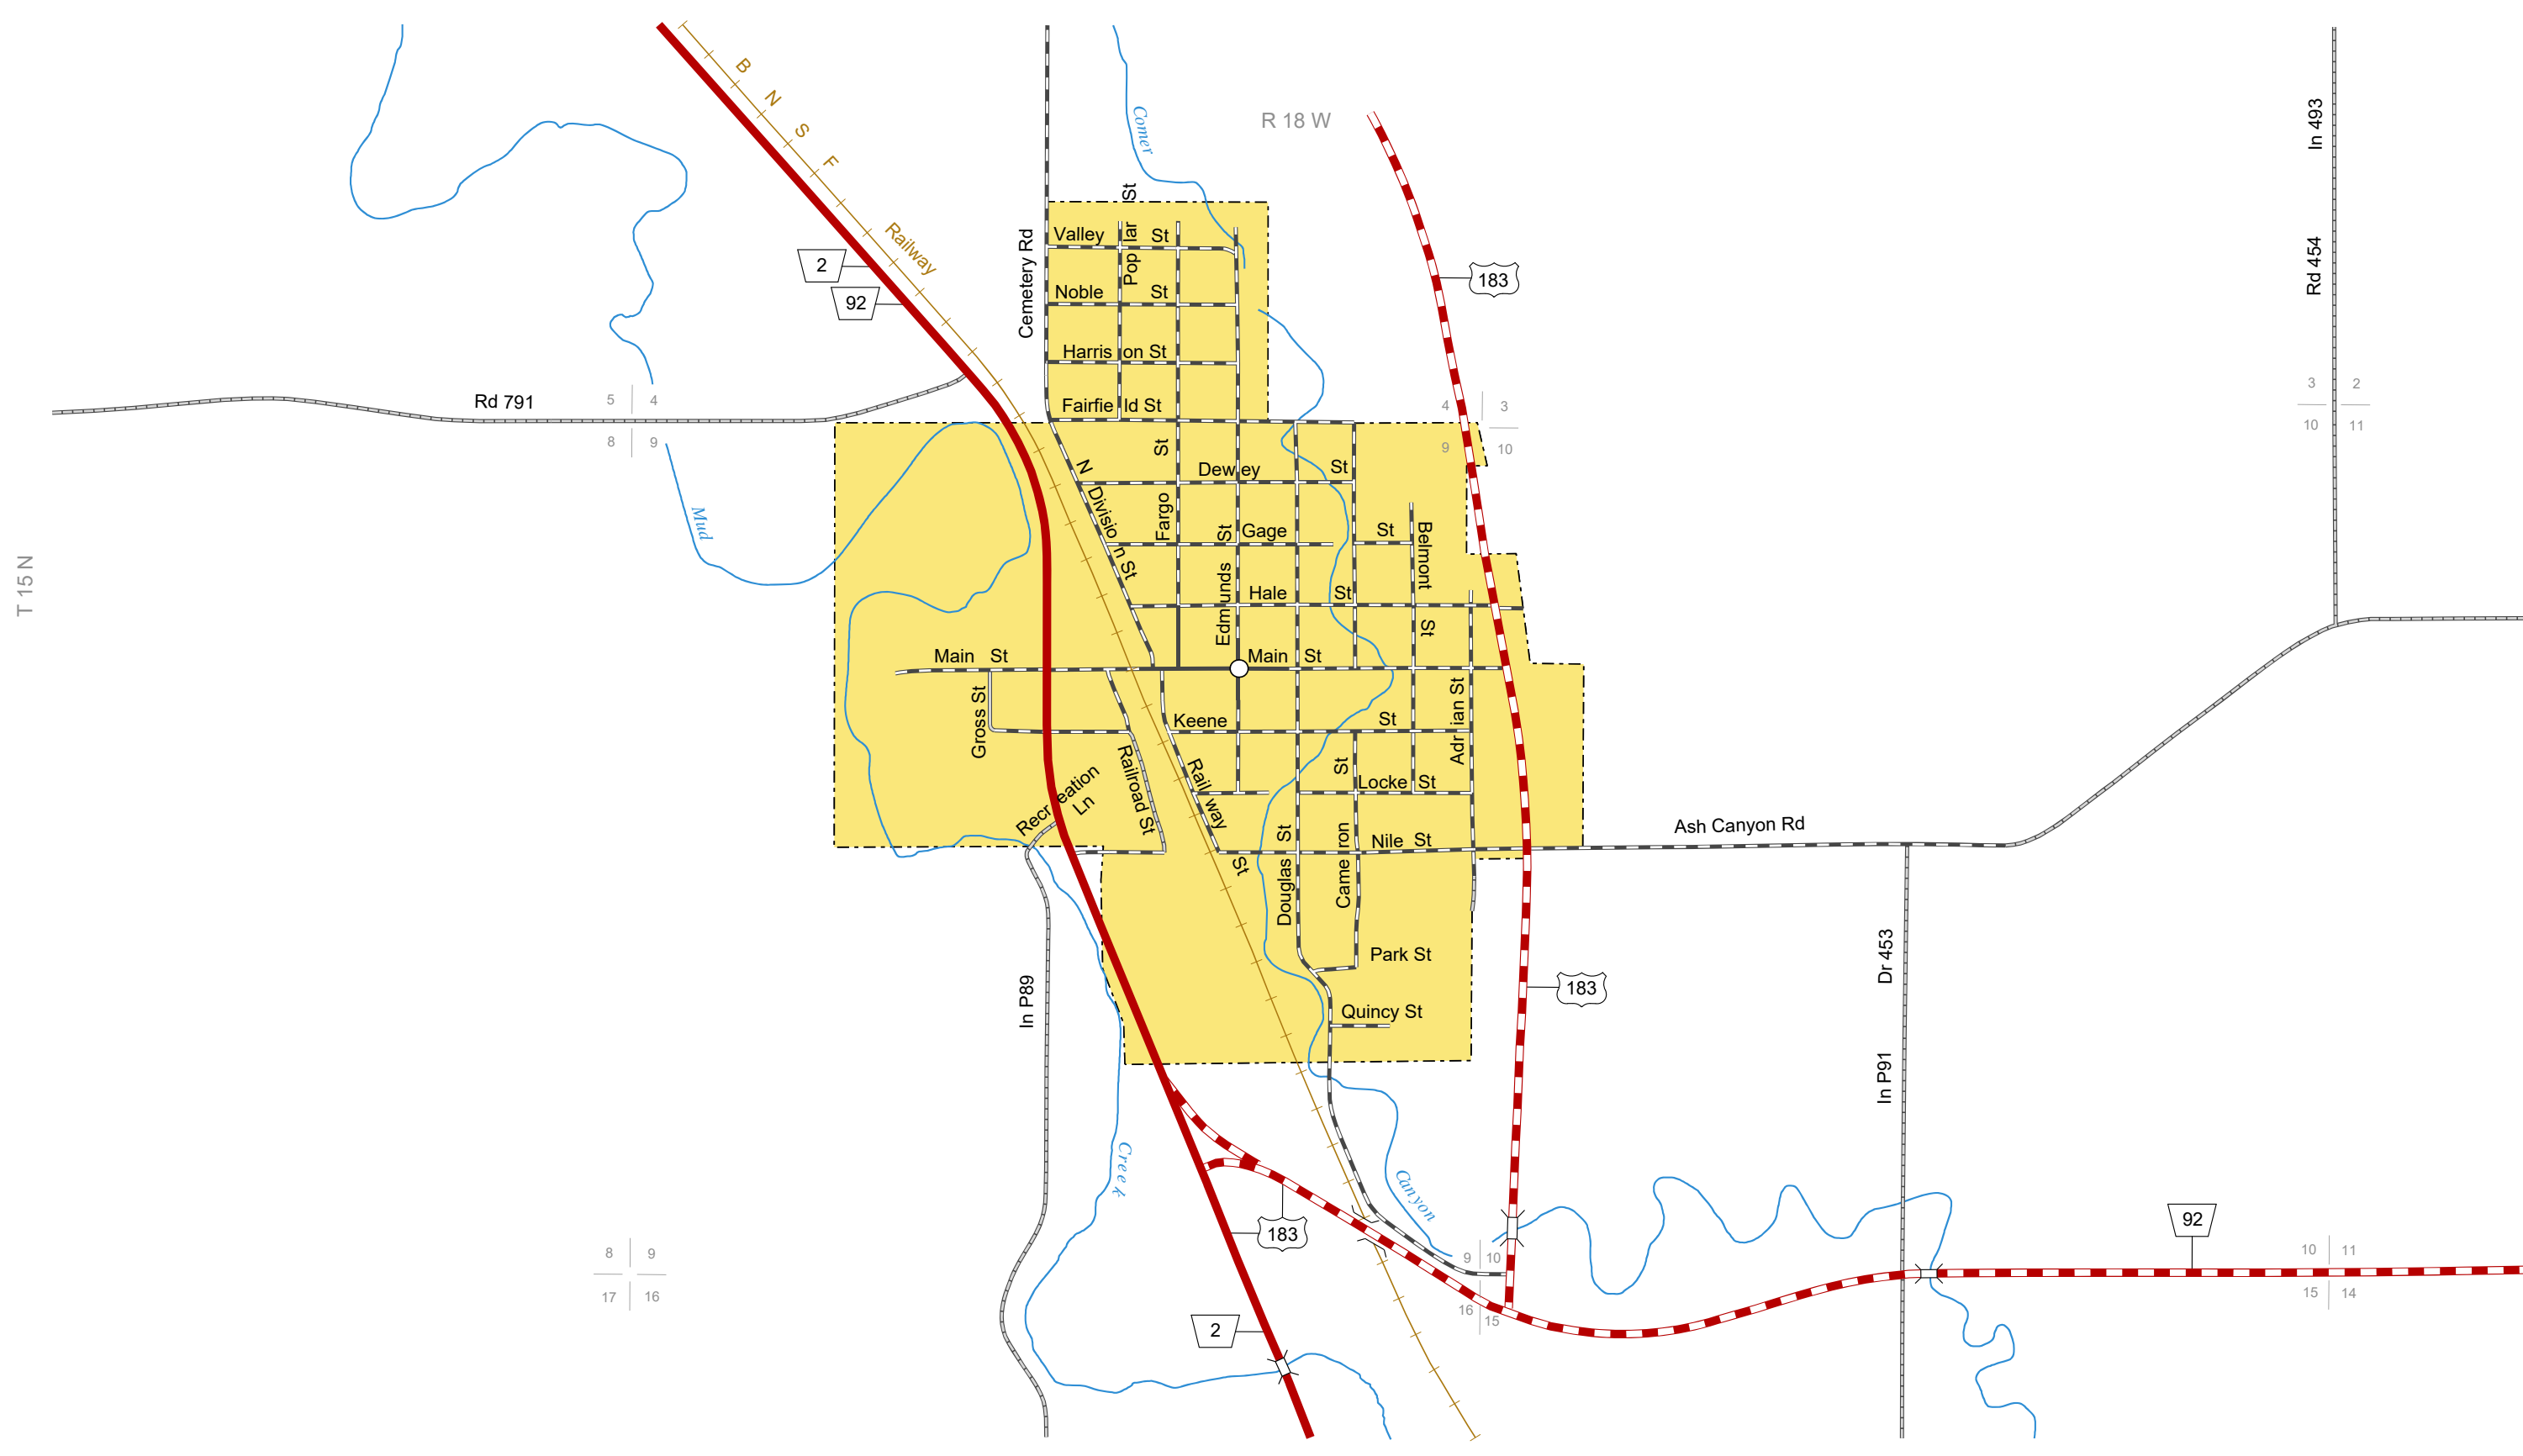 B N S F Railway
Comer
R 18 W
In 493
Rd 454
2
92
183
Cemetery Rd
Valley St
Poplar St
Noble St
Harrison St
Fairfield St
Rd 791
5 4
8 9
4 3
9 10
3 2
10 11
T 15 N
Mud
N Division St
Fargo St
Dewey St
Edmunds St
Gage St
Belmont St
Hale St
Main St
Main St
Gross St
Keene St
Adrian St
Railroad St
Railway St
Recreation Ln
Locke St
Douglas St
Cameron St
Nile St
Ash Canyon Rd
Park St
Quincy St
183
In P89
Dr 453
In P91
Creek
Canyon
183
92
2
8 9
17 16
9 10
16 15
10 11
15 14